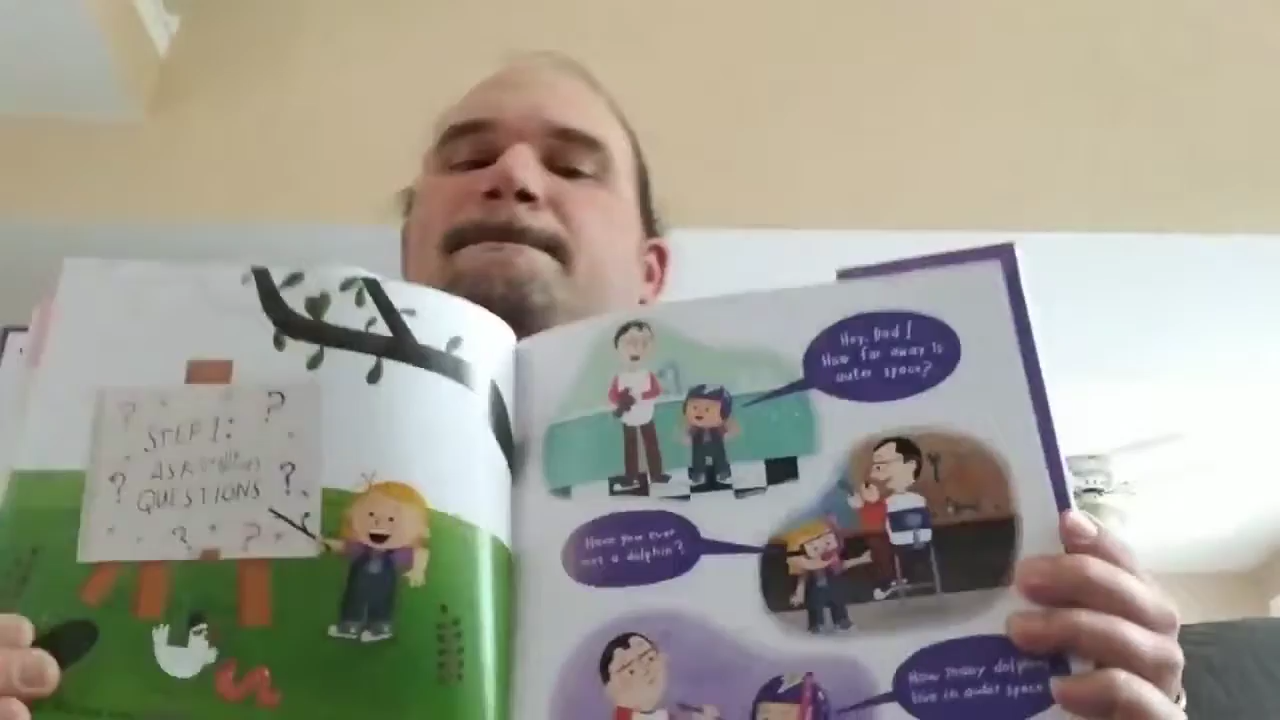 STEP 1:
ASK
QUESTIONS
Hey, Dad!
How far away is
outer space?
Have you ever
met a dolphin?
How many dolphins
live in outer space